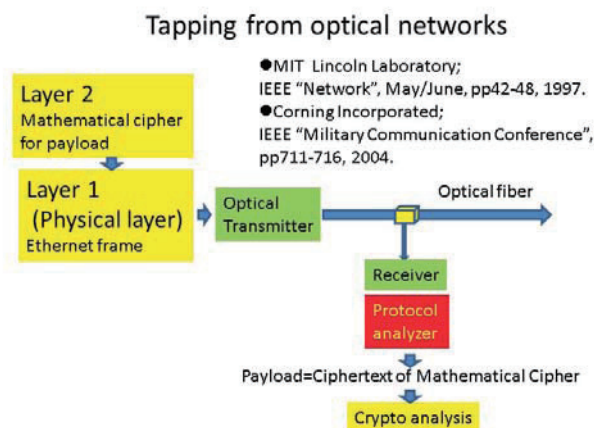 Tapping from optical networks
●MIT Lincoln Laboratory;
IEEE “Network”, May/June, pp42-48, 1997.
●Corning Incorporated;
IEEE “Military Communication Conference”,
pp711-716, 2004.
Layer 2
Mathematical cipher
for payload
Layer 1
(Physical layer)
Ethernet frame
Optical
Transmitter
Optical fiber
Receiver
Protocol
analyzer
Payload=Ciphertext of Mathematical Cipher
Crypto analysis